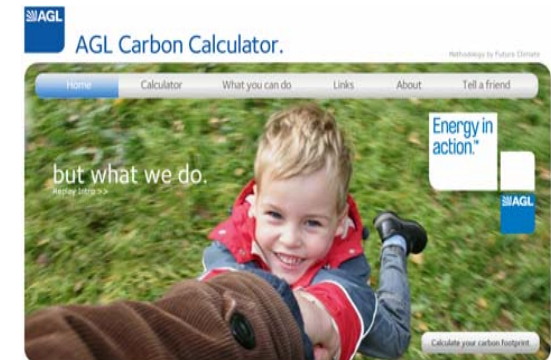 AGL
AGL Carbon Calculator.
Methodology by Future Climate
Home
Calculator
What you can do
Links
About
Tell a friend
Energy in
action.™
but what we do.
Replay Intro >>
AGL
Calculate your carbon footprint